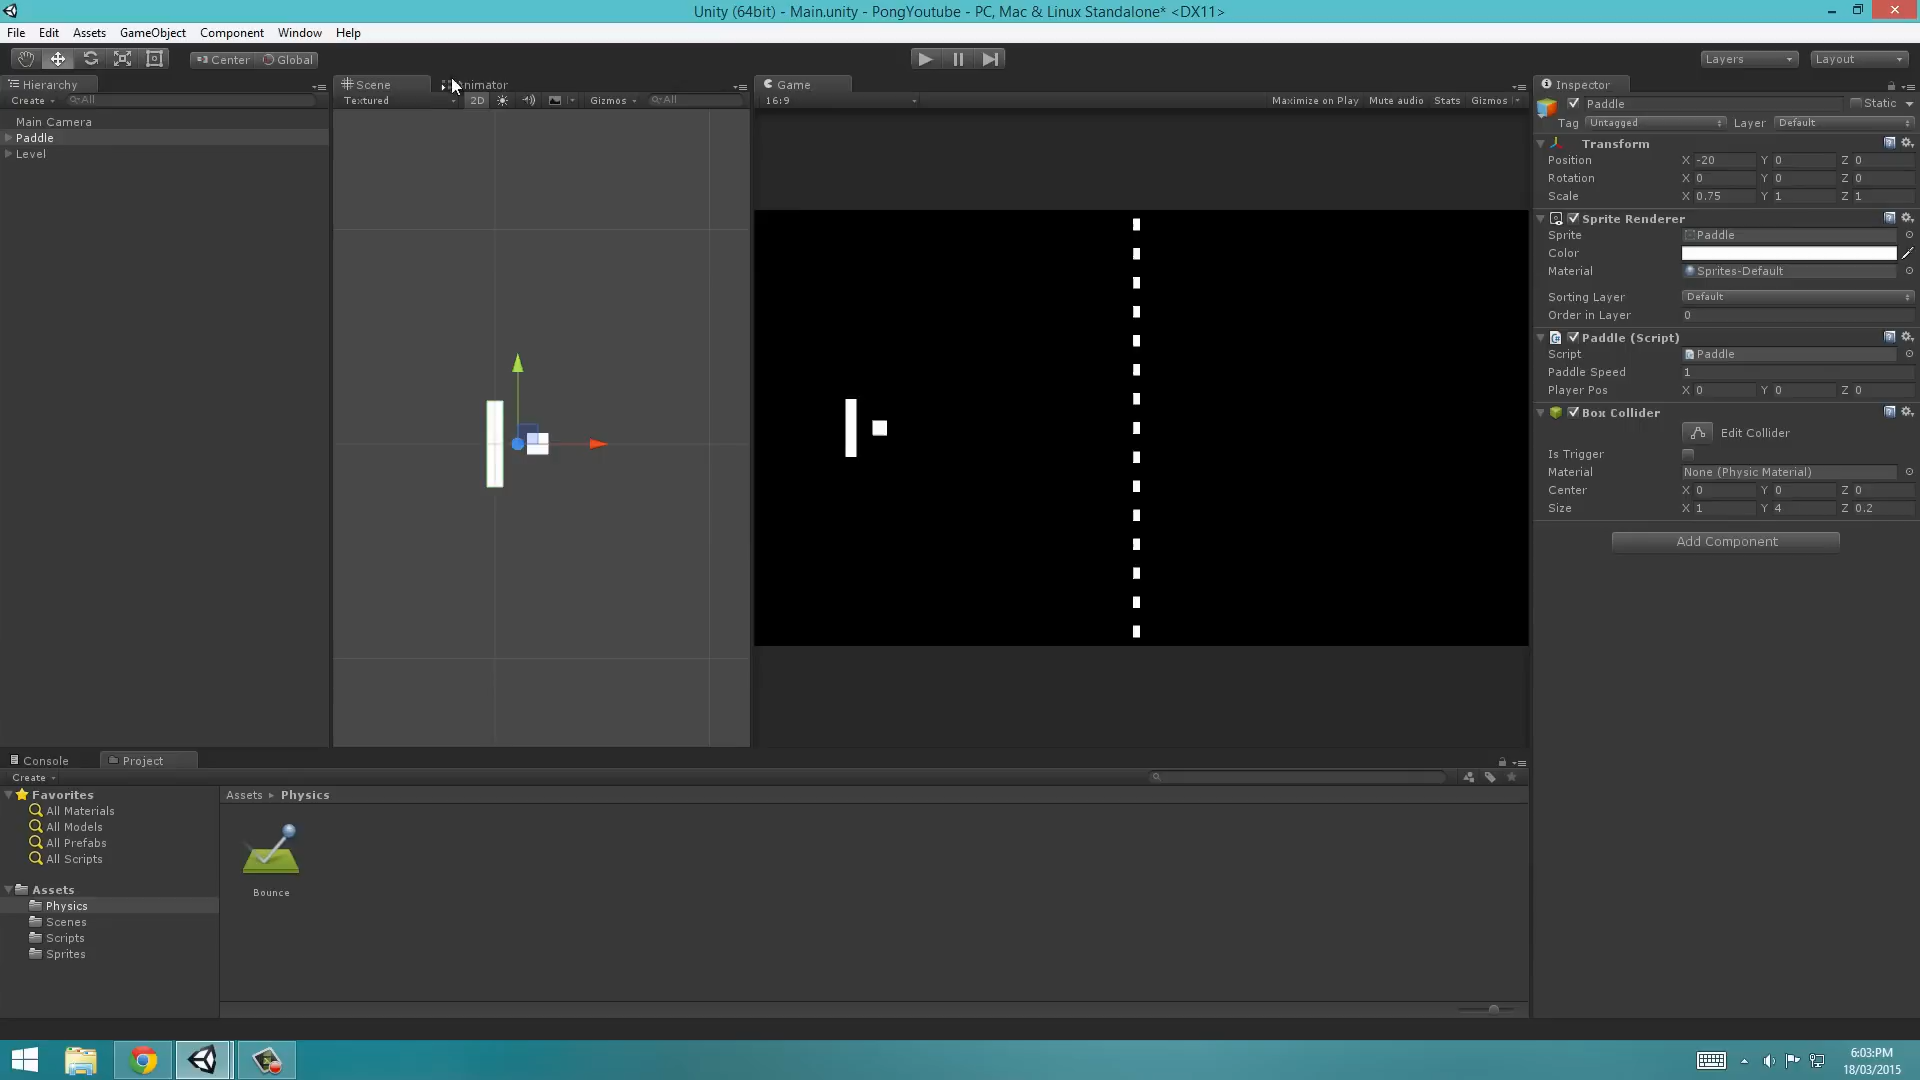 Unity (64bit) - Main.unity - PongYoutube - PC, Mac & Linux Standalone* <DX11>
File Edit Assets GameObject Component Window Help
Center Global
Layers Layout
Hierarchy
Create All
Main Camera
Paddle
Level
Scene nimator
Textured 2D Gizmos All
Game
16:9 Maximize on Play Mute audio Stats Gizmos
Inspector
Paddle Static
Tag Untagged Layer Default
Transform
Position X -20 Y 0 Z 0
Rotation X 0 Y 0 Z 0
Scale X 0.75 Y 1 Z 1
Sprite Renderer
Sprite Paddle
Color
Material Sprites-Default
Sorting Layer Default
Order in Layer 0
Paddle (Script)
Script Paddle
Paddle Speed 1
Player Pos X 0 Y 0 Z 0
Box Collider
Edit Collider
Is Trigger
Material None (Physic Material)
Center X 0 Y 0 Z 0
Size X 1 Y 4 Z 0.2
Add Component
Console Project
Create
Favorites
All Materials
All Models
All Prefabs
All Scripts
Assets
Physics
Scenes
Scripts
Sprites
Assets ▸ Physics
Bounce
6:03:PM
18/03/2015